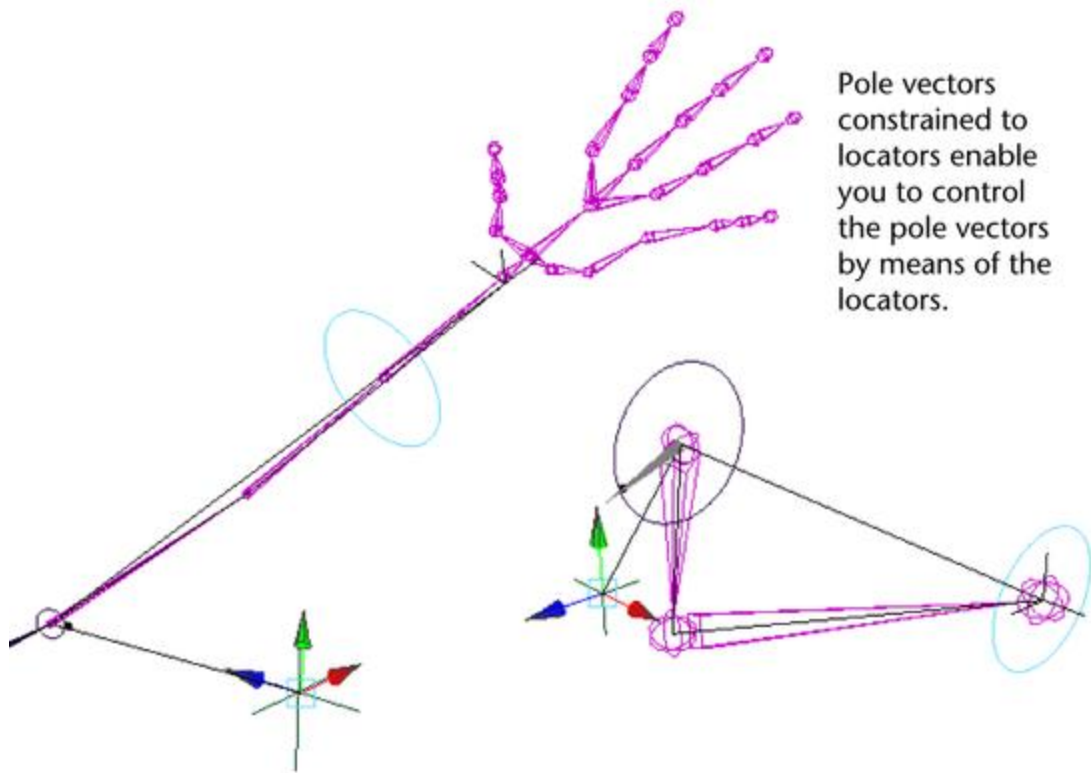 Pole vectors
constrained to
locators enable
you to control
the pole vectors
by means of the
locators.